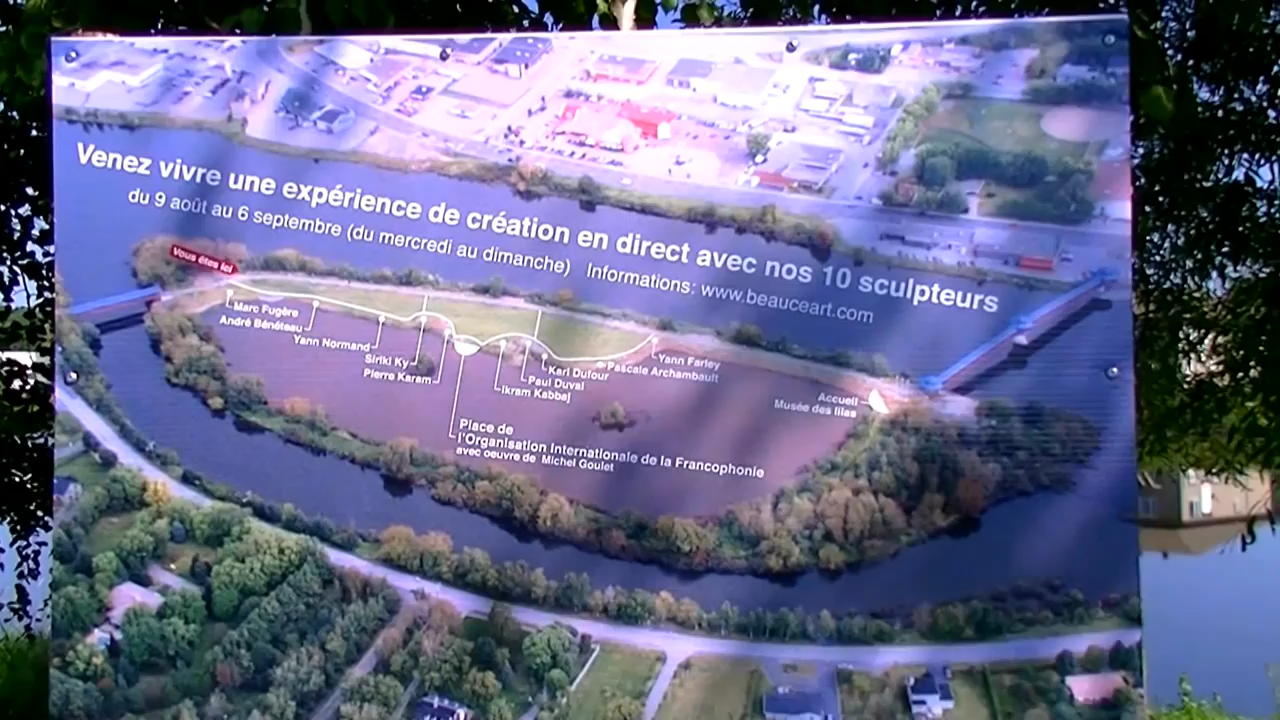 Venez vivre une expérience de création en direct avec nos 10 sculpteurs
du 9 août au 6 septembre (du mercredi au dimanche) Informations: www.beauceart.com
Vous êtes ici
Marc Fugère
André Bénéteau
Yann Normand
Siriki Ky
Pierre Karam
Yann Farley
Pascale Archambault
Karl Dufour
Paul Duval
Ikram Kabbaj
Accueil
Musée des lilas
Place de
l'Organisation Internationale de la Francophonie
avec oeuvre de Michel Goulet